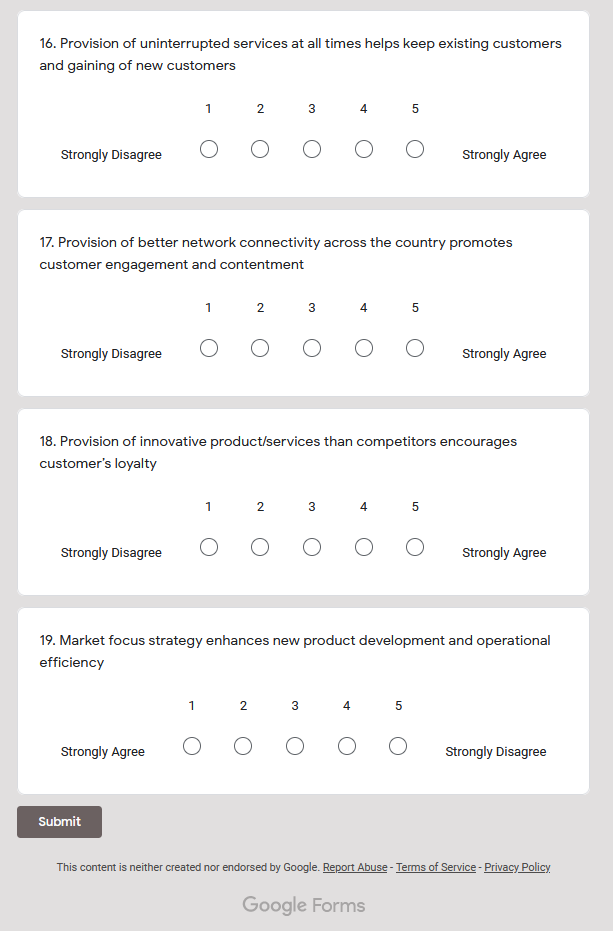 16. Provision of uninterrupted services at all times helps keep existing customers
and gaining of new customers
1 2 3 4 5
Strongly Disagree Strongly Agree
17. Provision of better network connectivity across the country promotes
customer engagement and contentment
1 2 3 4 5
Strongly Disagree Strongly Agree
18. Provision of innovative product/services than competitors encourages
customer's loyalty
1 2 3 4 5
Strongly Disagree Strongly Agree
19. Market focus strategy enhances new product development and operational
efficiency
1 2 3 4 5
Strongly Agree Strongly Disagree
Submit
This content is neither created nor endorsed by Google. Report Abuse - Terms of Service - Privacy Policy
Google Forms